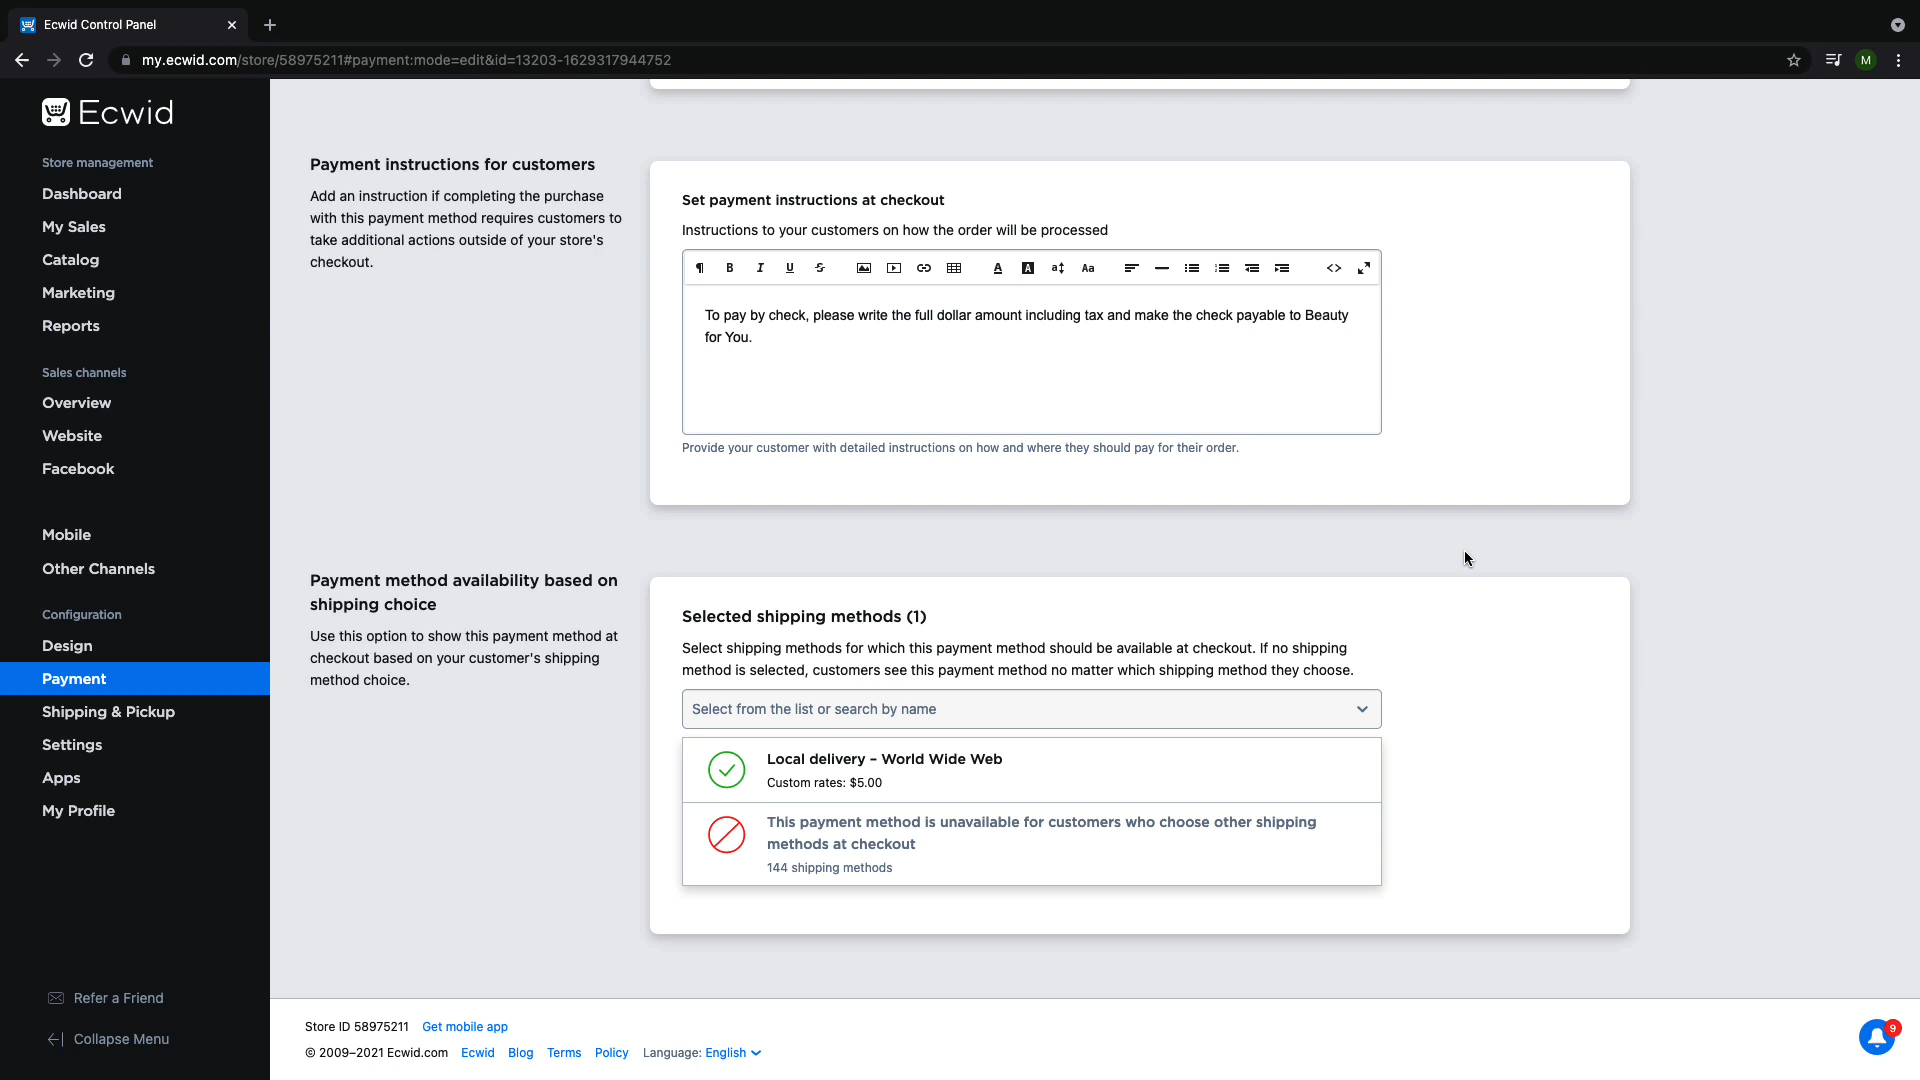 Ecwid Control Panel
my.ecwid.com/store/58975211#payment:mode=edit&id=13203-1629317944752
M
Ecwid
Store management
Dashboard
My Sales
Catalog
Marketing
Reports
Sales channels
Overview
Website
Facebook
Mobile
Other Channels
Configuration
Design
Payment
Shipping & Pickup
Settings
Apps
My Profile
Refer a Friend
Collapse Menu
Payment instructions for customers
Add an instruction if completing the purchase
with this payment method requires customers to
take additional actions outside of your store's
checkout.
Set payment instructions at checkout
Instructions to your customers on how the order will be processed
To pay by check, please write the full dollar amount including tax and make the check payable to Beauty
for You.
Provide your customer with detailed instructions on how and where they should pay for their order.
Payment method availability based on
shipping choice
Use this option to show this payment method at
checkout based on your customer's shipping
method choice.
Selected shipping methods (1)
Select shipping methods for which this payment method should be available at checkout. If no shipping
method is selected, customers see this payment method no matter which shipping method they choose.
Select from the list or search by name
Local delivery – World Wide Web
Custom rates: $5.00
This payment method is unavailable for customers who choose other shipping
methods at checkout
144 shipping methods
Store ID 58975211 Get mobile app
© 2009–2021 Ecwid.com Ecwid Blog Terms Policy Language: English
9